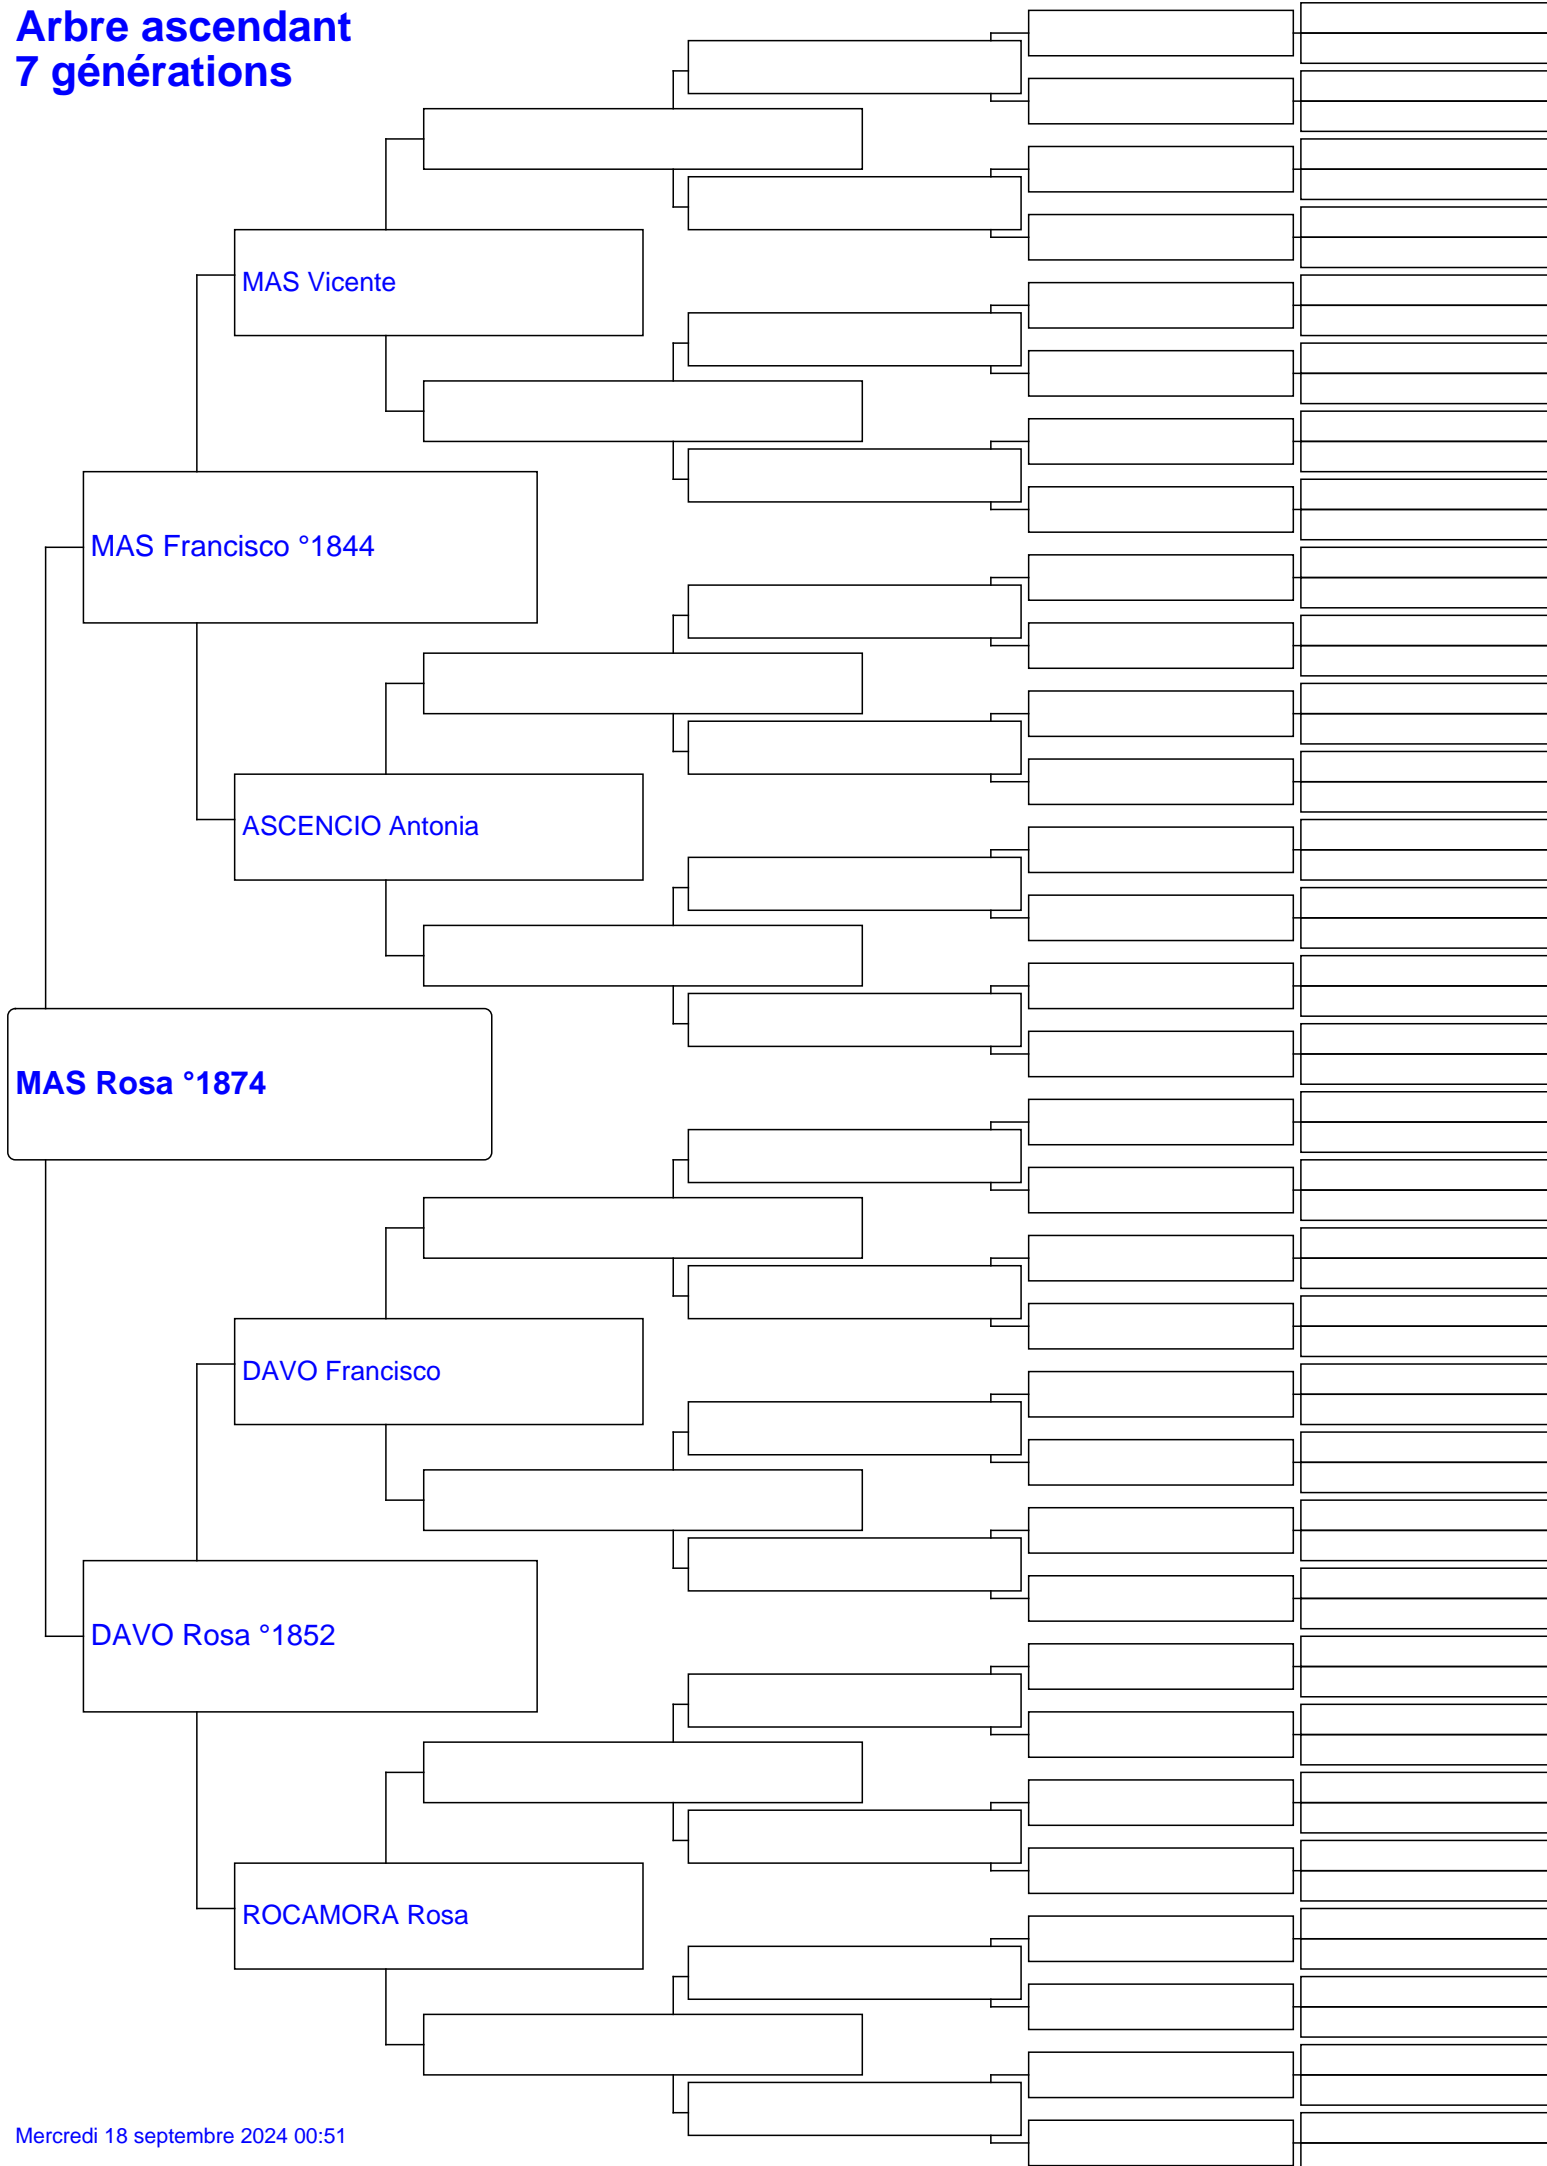 Arbre ascendant
7 générations
MAS Vicente
MAS Francisco °1844
ASCENCIO Antonia
MAS Rosa °1874
DAVO Francisco
DAVO Rosa °1852
ROCAMORA Rosa
Mercredi 18 septembre 2024 00:51